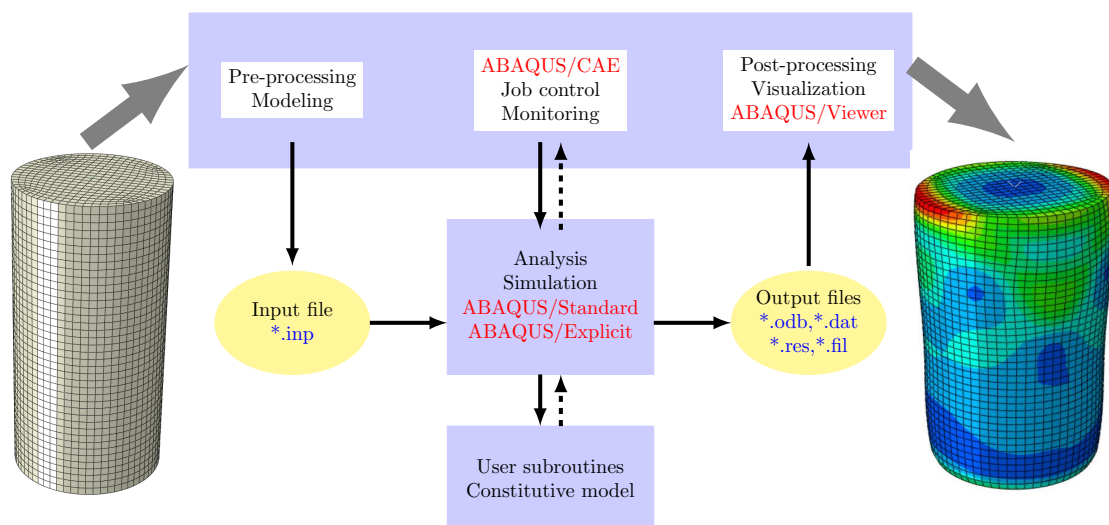 Pre-processing
Modeling
ABAQUS/CAE
Job control
Monitoring
Post-processing
Visualization
ABAQUS/Viewer
Input file
*.inp
Analysis
Simulation
ABAQUS/Standard
ABAQUS/Explicit
Output files
*.odb,*.dat
*.res,*.fil
User subroutines
Constitutive model